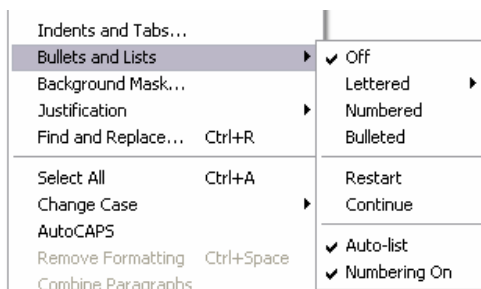 Indents and Tabs...
Bullets and Lists
Background Mask...
Justification
Find and Replace... Ctrl+R
Select All Ctrl+A
Change Case
AutoCAPS
Remove Formatting Ctrl+Space
Combine Paragraphs
Off
Lettered
Numbered
Bulleted
Restart
Continue
Auto-list
Numbering On